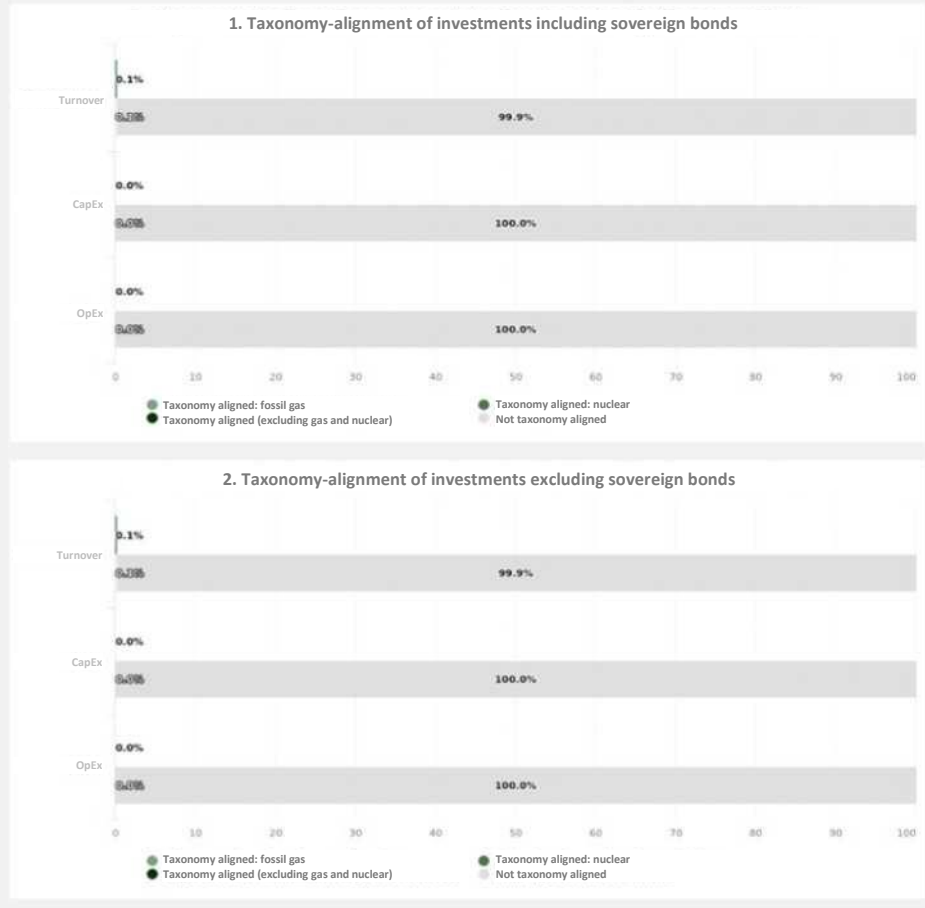 1. Taxonomy-alignment of investments including sovereign bonds
0.1%
Turnover
99.9%
0.0%
CapEx
100.0%
0.0%
OpEx
100.0%
0 10 20 30 40 50 60 70 80 90 100
Taxonomy aligned: fossil gas Taxonomy aligned: nuclear
Taxonomy aligned (excluding gas and nuclear) Not taxonomy aligned
2. Taxonomy-alignment of investments excluding sovereign bonds
0.1%
Turnover
99.9%
0.0%
CapEx
100.0%
0.0%
OpEx
100.0%
0 10 20 30 40 50 60 70 80 90 100
Taxonomy aligned: fossil gas Taxonomy aligned: nuclear
Taxonomy aligned (excluding gas and nuclear) Not taxonomy aligned